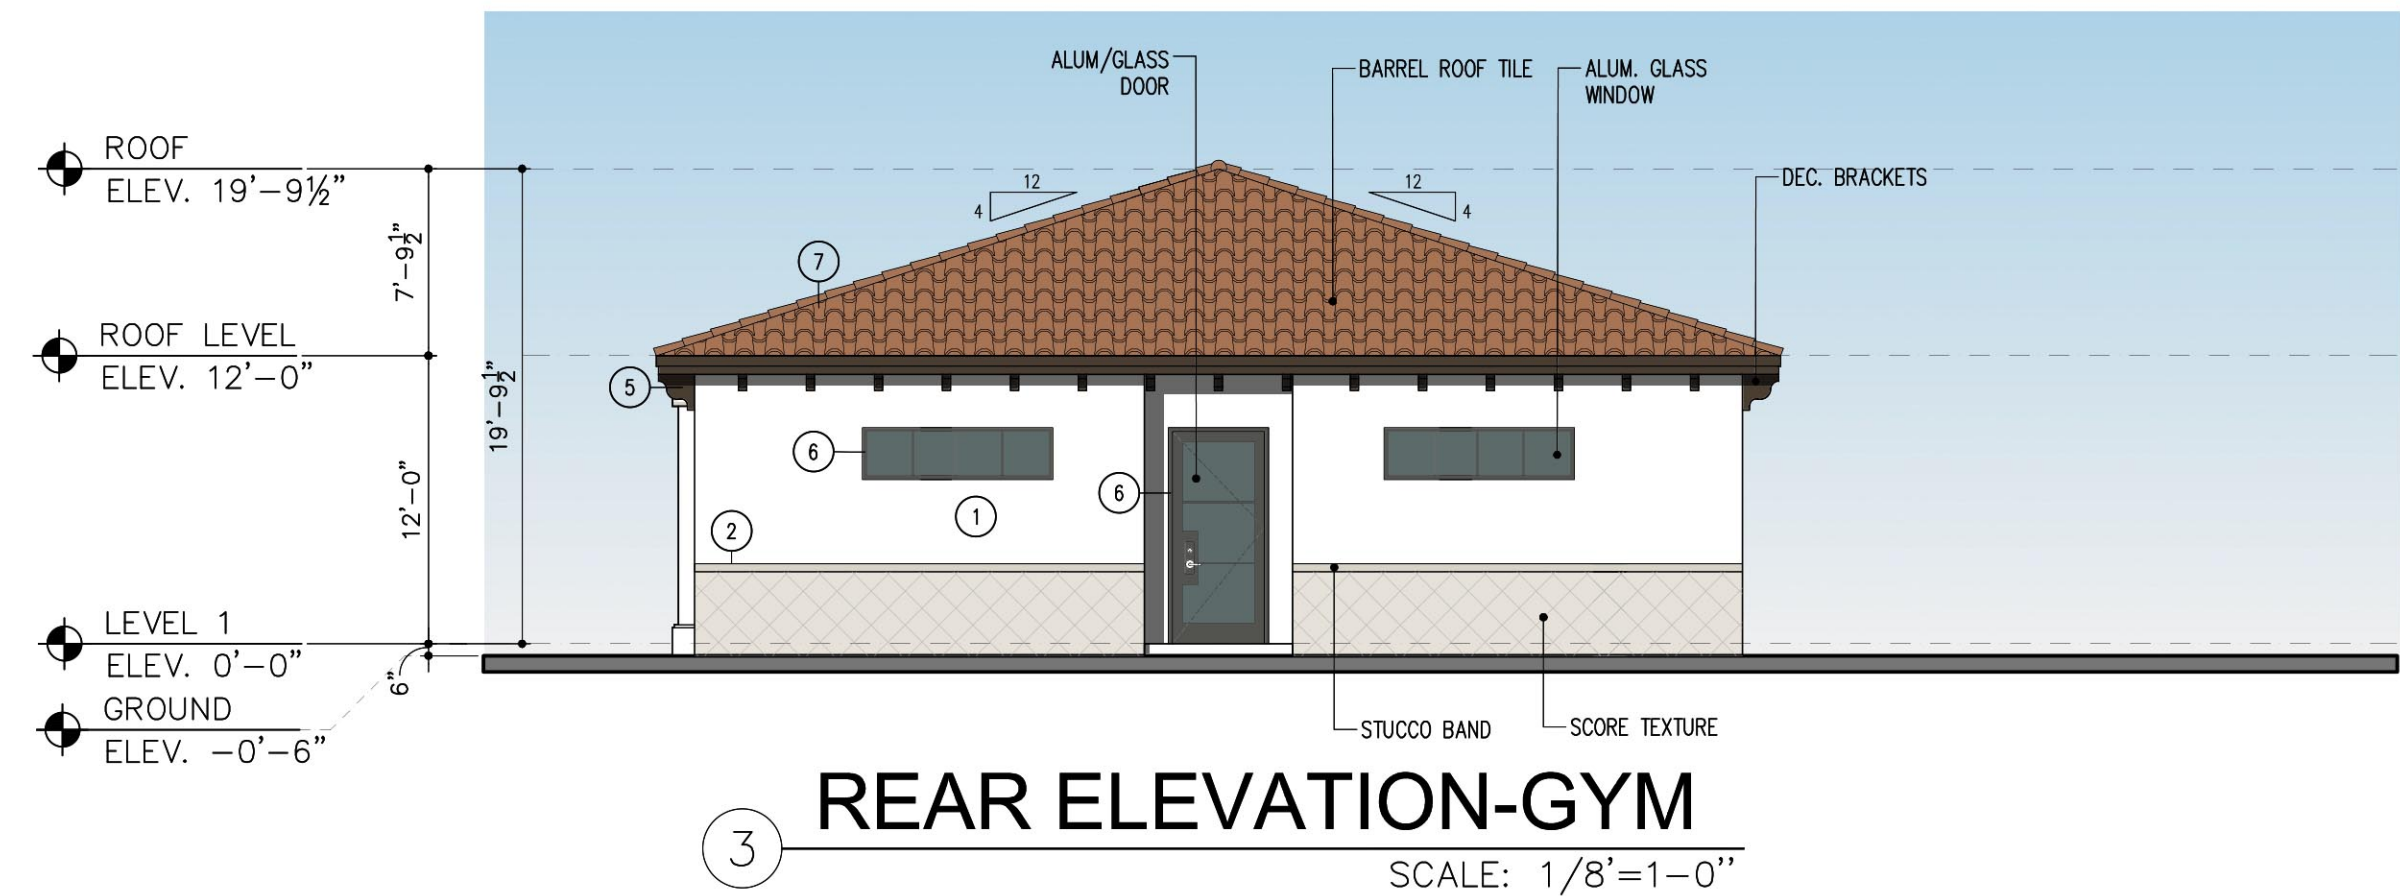 ALUM/GLASS
DOOR
BARREL ROOF TILE
ALUM. GLASS
WINDOW
DEC. BRACKETS
ROOF
ELEV. 19'-9½"
12
4
12
4
7'-9½"
7
ROOF LEVEL
ELEV. 12'-0"
19'-9½"
5
6
6
12'-0"
1
2
LEVEL 1
ELEV. 0'-0"
6"
GROUND
ELEV. -0'-6"
STUCCO BAND
SCORE TEXTURE
REAR ELEVATION-GYM
3
SCALE: 1/8'=1-0''